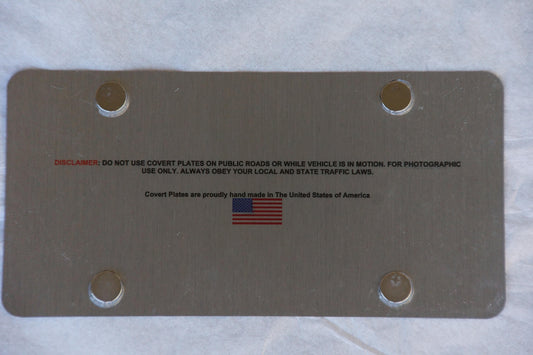 DISCLAIMER: DO NOT USE COVERT PLATES ON PUBLIC ROADS OR WHILE VEHICLE IS IN MOTION. FOR PHOTOGRAPHIC
USE ONLY. ALWAYS OBEY YOUR LOCAL AND STATE TRAFFIC LAWS.
Covert Plates are proudly hand made in The United States of America